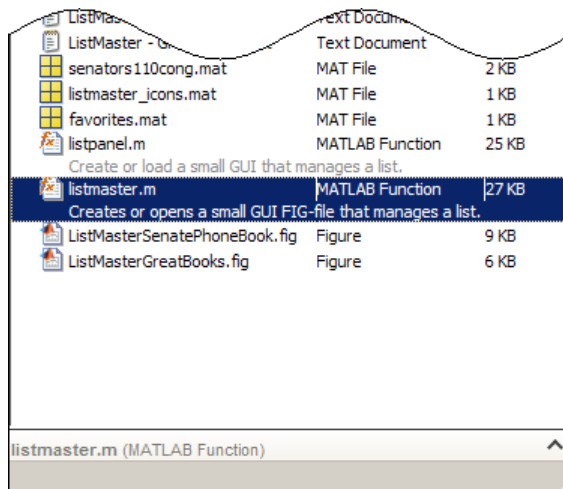 ListMas Text Docum
ListMaster - G Text Document
senators110cong.mat MAT File 2 KB
listmaster_icons.mat MAT File 1 KB
favorites.mat MAT File 1 KB
listpanel.m MATLAB Function 25 KB
Create or load a small GUI that manages a list.
listmaster.m MATLAB Function 27 KB
Creates or opens a small GUI FIG-file that manages a list.
ListMasterSenatePhoneBook.fig Figure 9 KB
ListMasterGreatBooks.fig Figure 6 KB
listmaster.m (MATLAB Function)